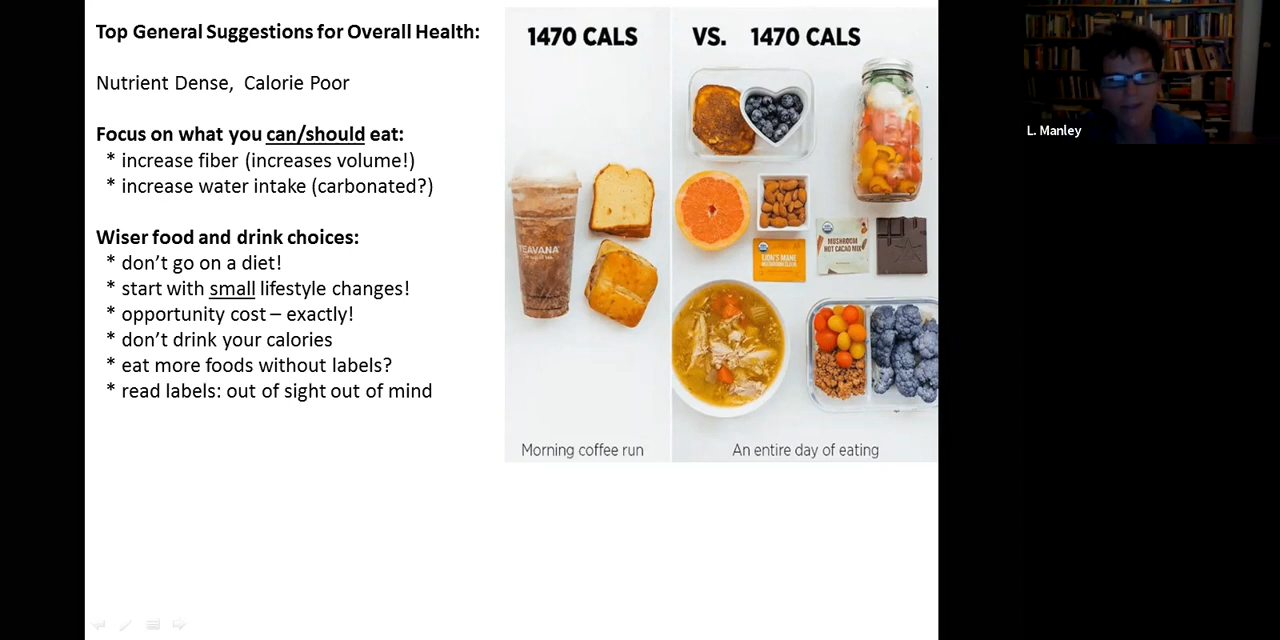 Top General Suggestions for Overall Health:
Nutrient Dense, Calorie Poor
Focus on what you can/should eat:
* increase fiber (increases volume!)
* increase water intake (carbonated?)
Wiser food and drink choices:
* don't go on a diet!
* start with small lifestyle changes!
* opportunity cost – exactly!
* don't drink your calories
* eat more foods without labels?
* read labels: out of sight out of mind
1470 CALS
VS. 1470 CALS
TEAVANA
LION'S MANE
MUSHROOM
HOT CACAO MIX
Morning coffee run
An entire day of eating
L. Manley